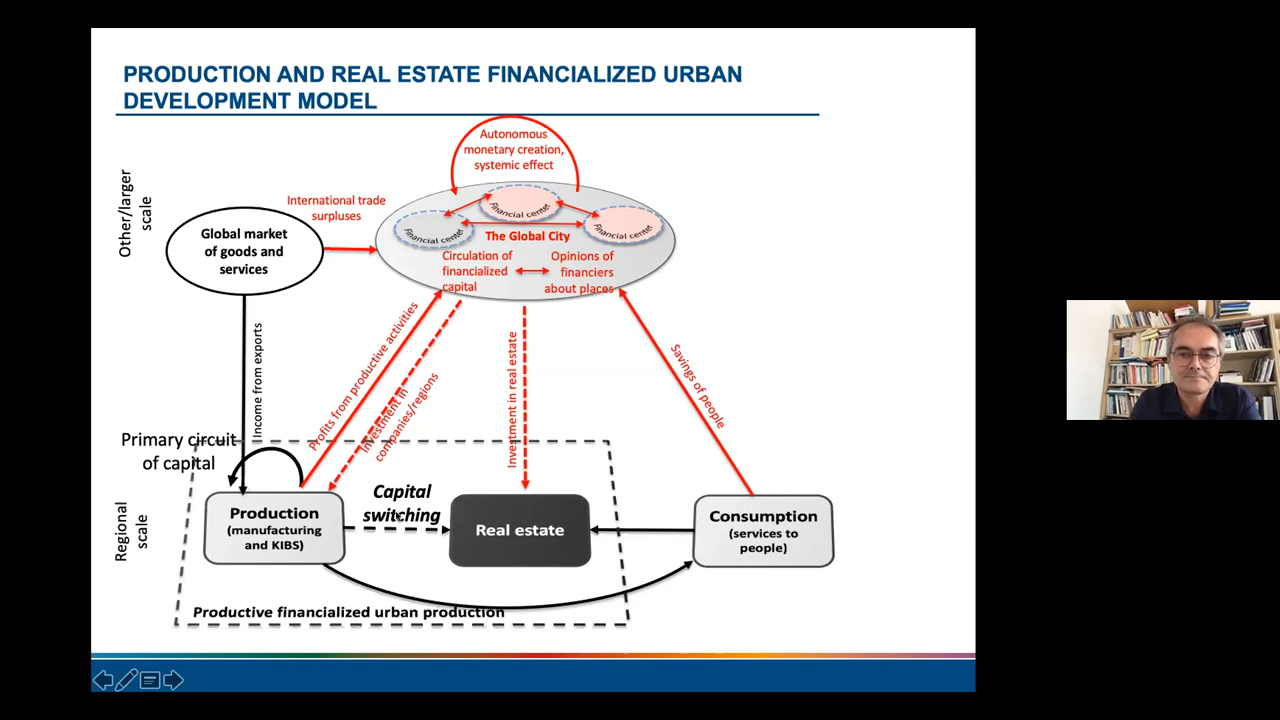 PRODUCTION AND REAL ESTATE FINANCIALIZED URBAN
DEVELOPMENT MODEL
Other/larger
scale
Autonomous
monetary creation,
systemic effect
International trade
surpluses
Global market
of goods and
services
Financial center
Financial center
Financial center
The Global City
Circulation of
financialized
capital
Opinions of
financiers
about places
Income from exports
Profits from productive activities
Investment in
companies/regions
Investment in real estate
Savings of people
Primary circuit
of capital
Regional
scale
Production
(manufacturing
and KIBS)
Capital
switching
Real estate
Consumption
(services to
people)
Productive financialized urban production